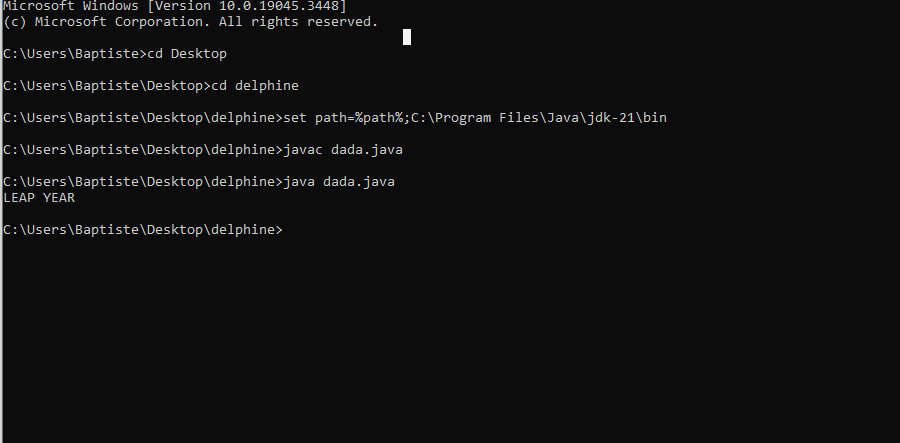 Microsoft Windows [Version 10.0.19045.3448]
(c) Microsoft Corporation. All rights reserved.
C:\Users\Baptiste>cd Desktop
C:\Users\Baptiste\Desktop>cd delphine
C:\Users\Baptiste\Desktop\delphine>set path=%path%;C:\Program Files\Java\jdk-21\bin
C:\Users\Baptiste\Desktop\delphine>javac dada.java
C:\Users\Baptiste\Desktop\delphine>java dada.java
LEAP YEAR
C:\Users\Baptiste\Desktop\delphine>